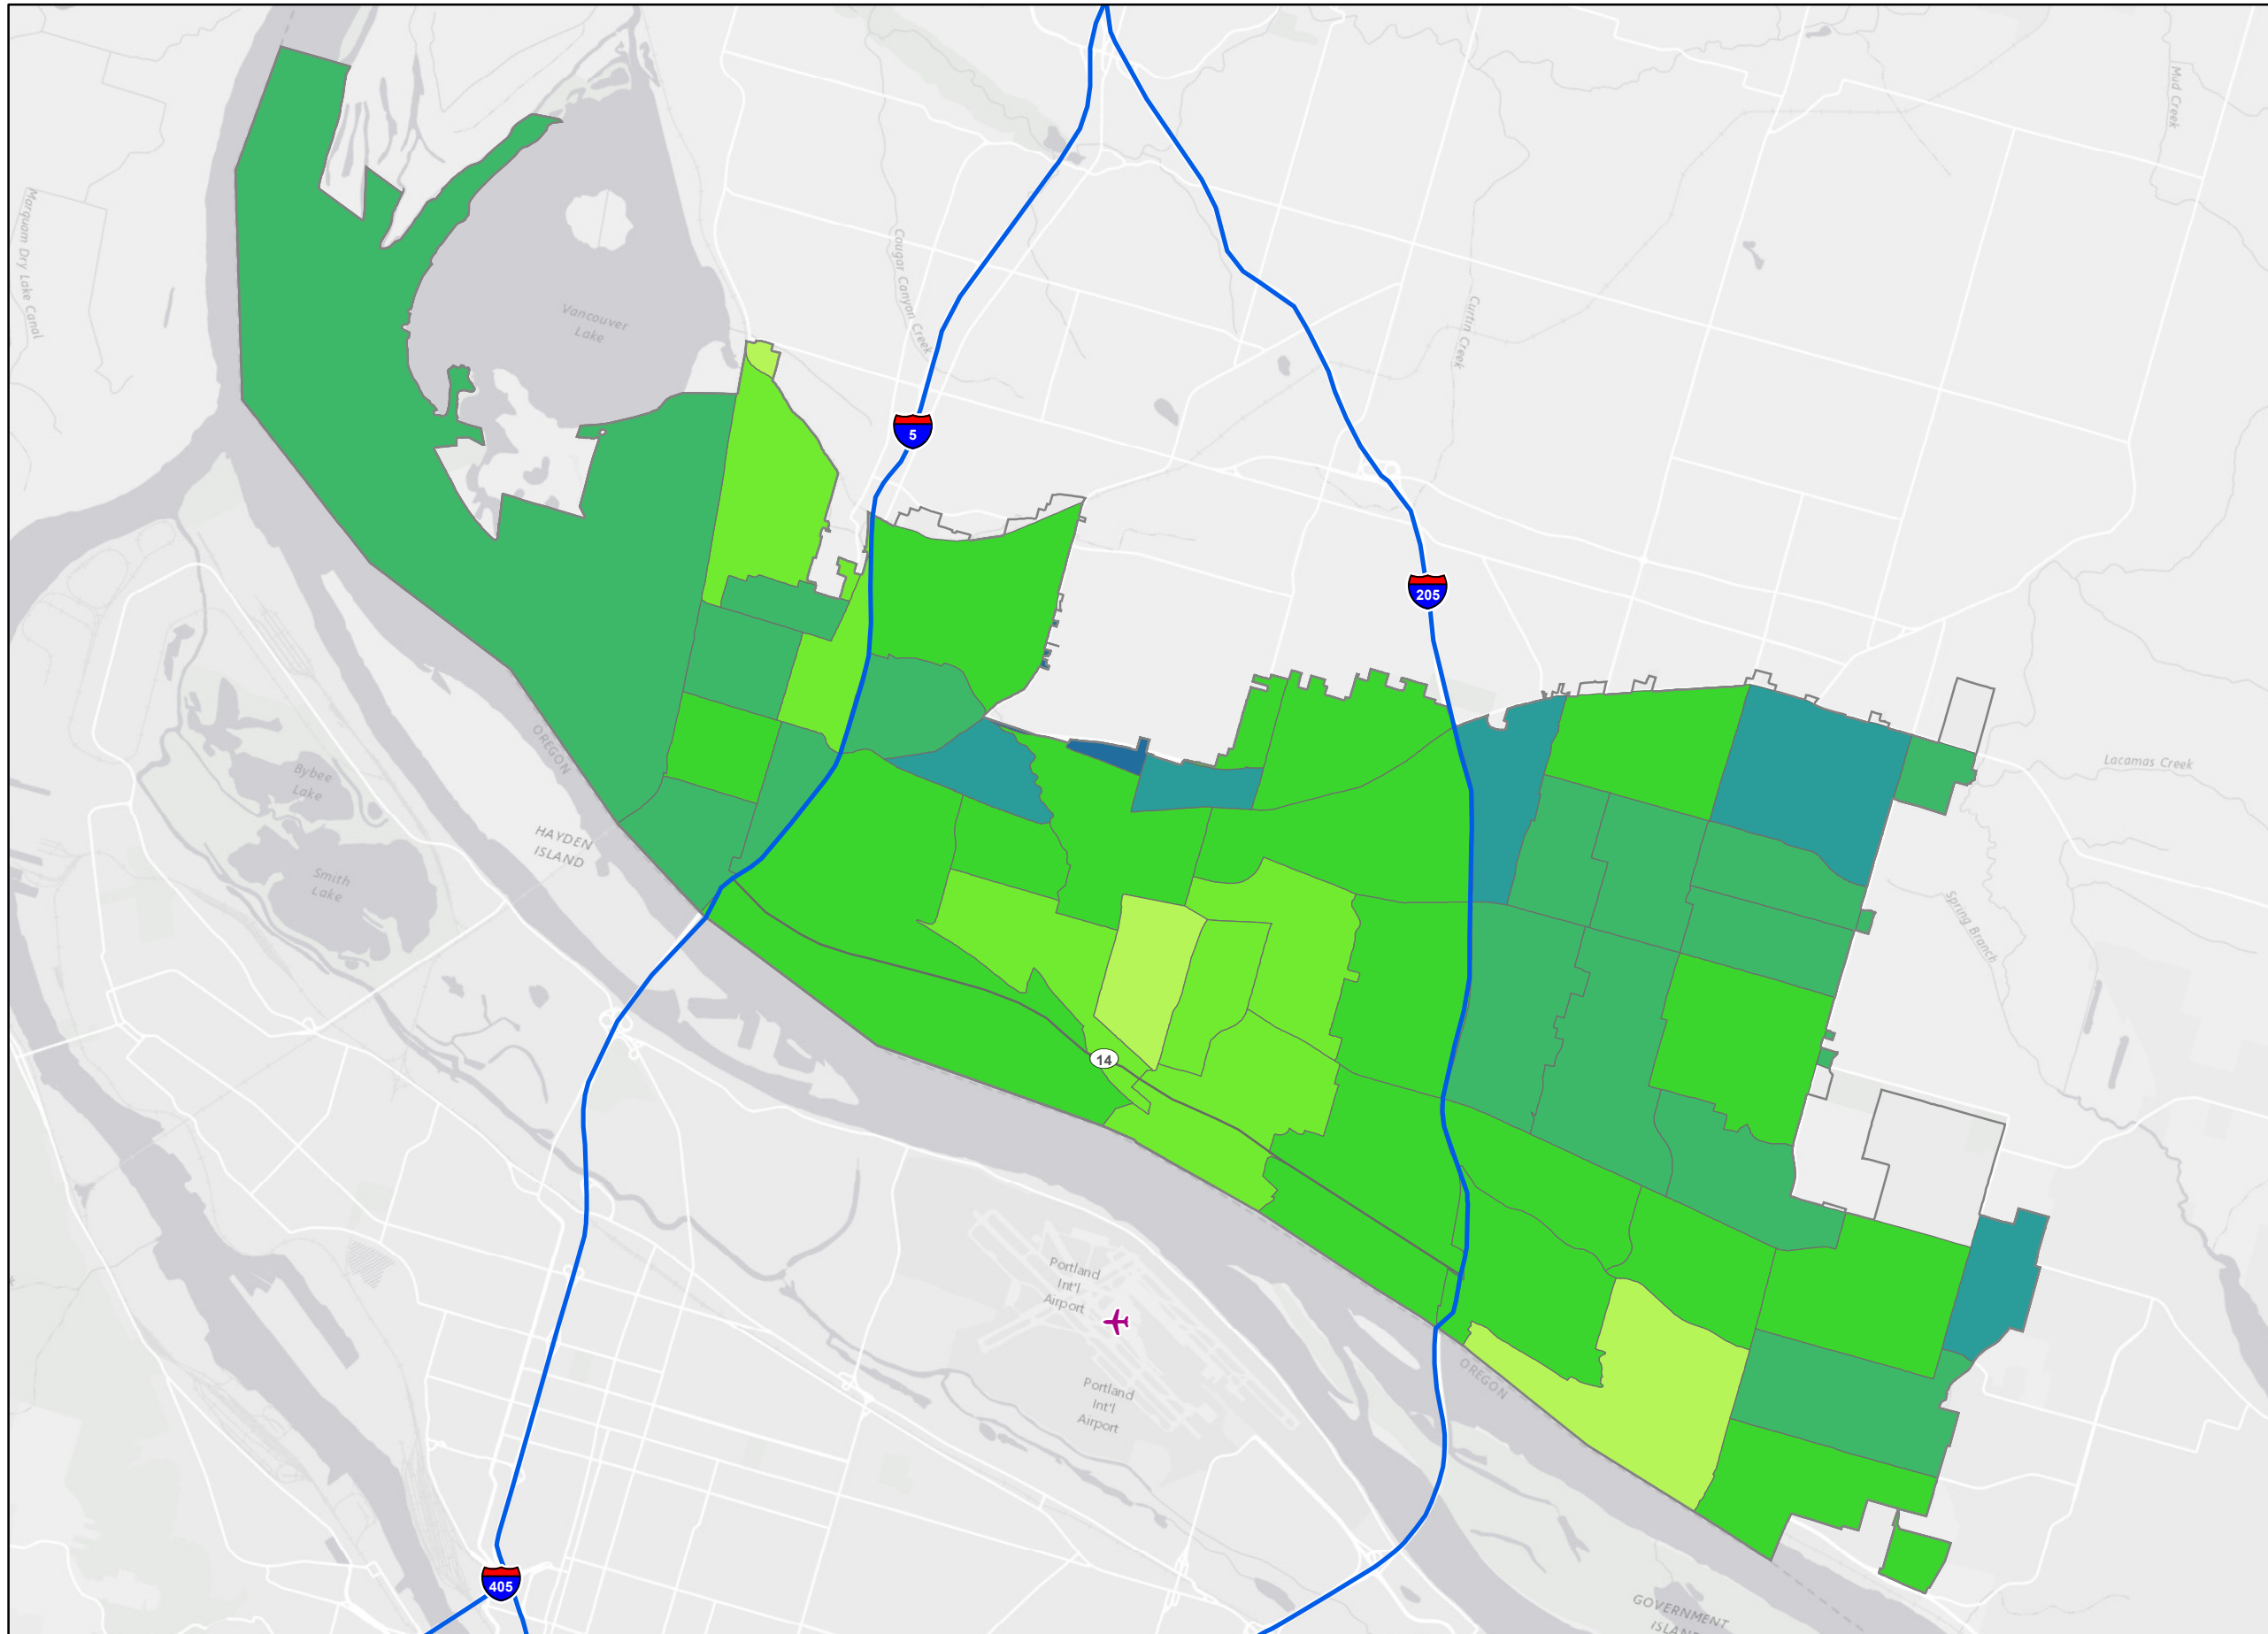 Mud Creek
Marquam Dry Lake Canal
Cougar Canyon Creek
Vancouver
Lake
Curtin Creek
5
205
OREGON
Bybee
Lake
Lacamas Creek
HAYDEN
ISLAND
Smith
Lake
Spring Branch
14
Portland
Int'l
Airport
OREGON
Portland
Int'l
Airport
405
GOVERNMENT
ISLAND